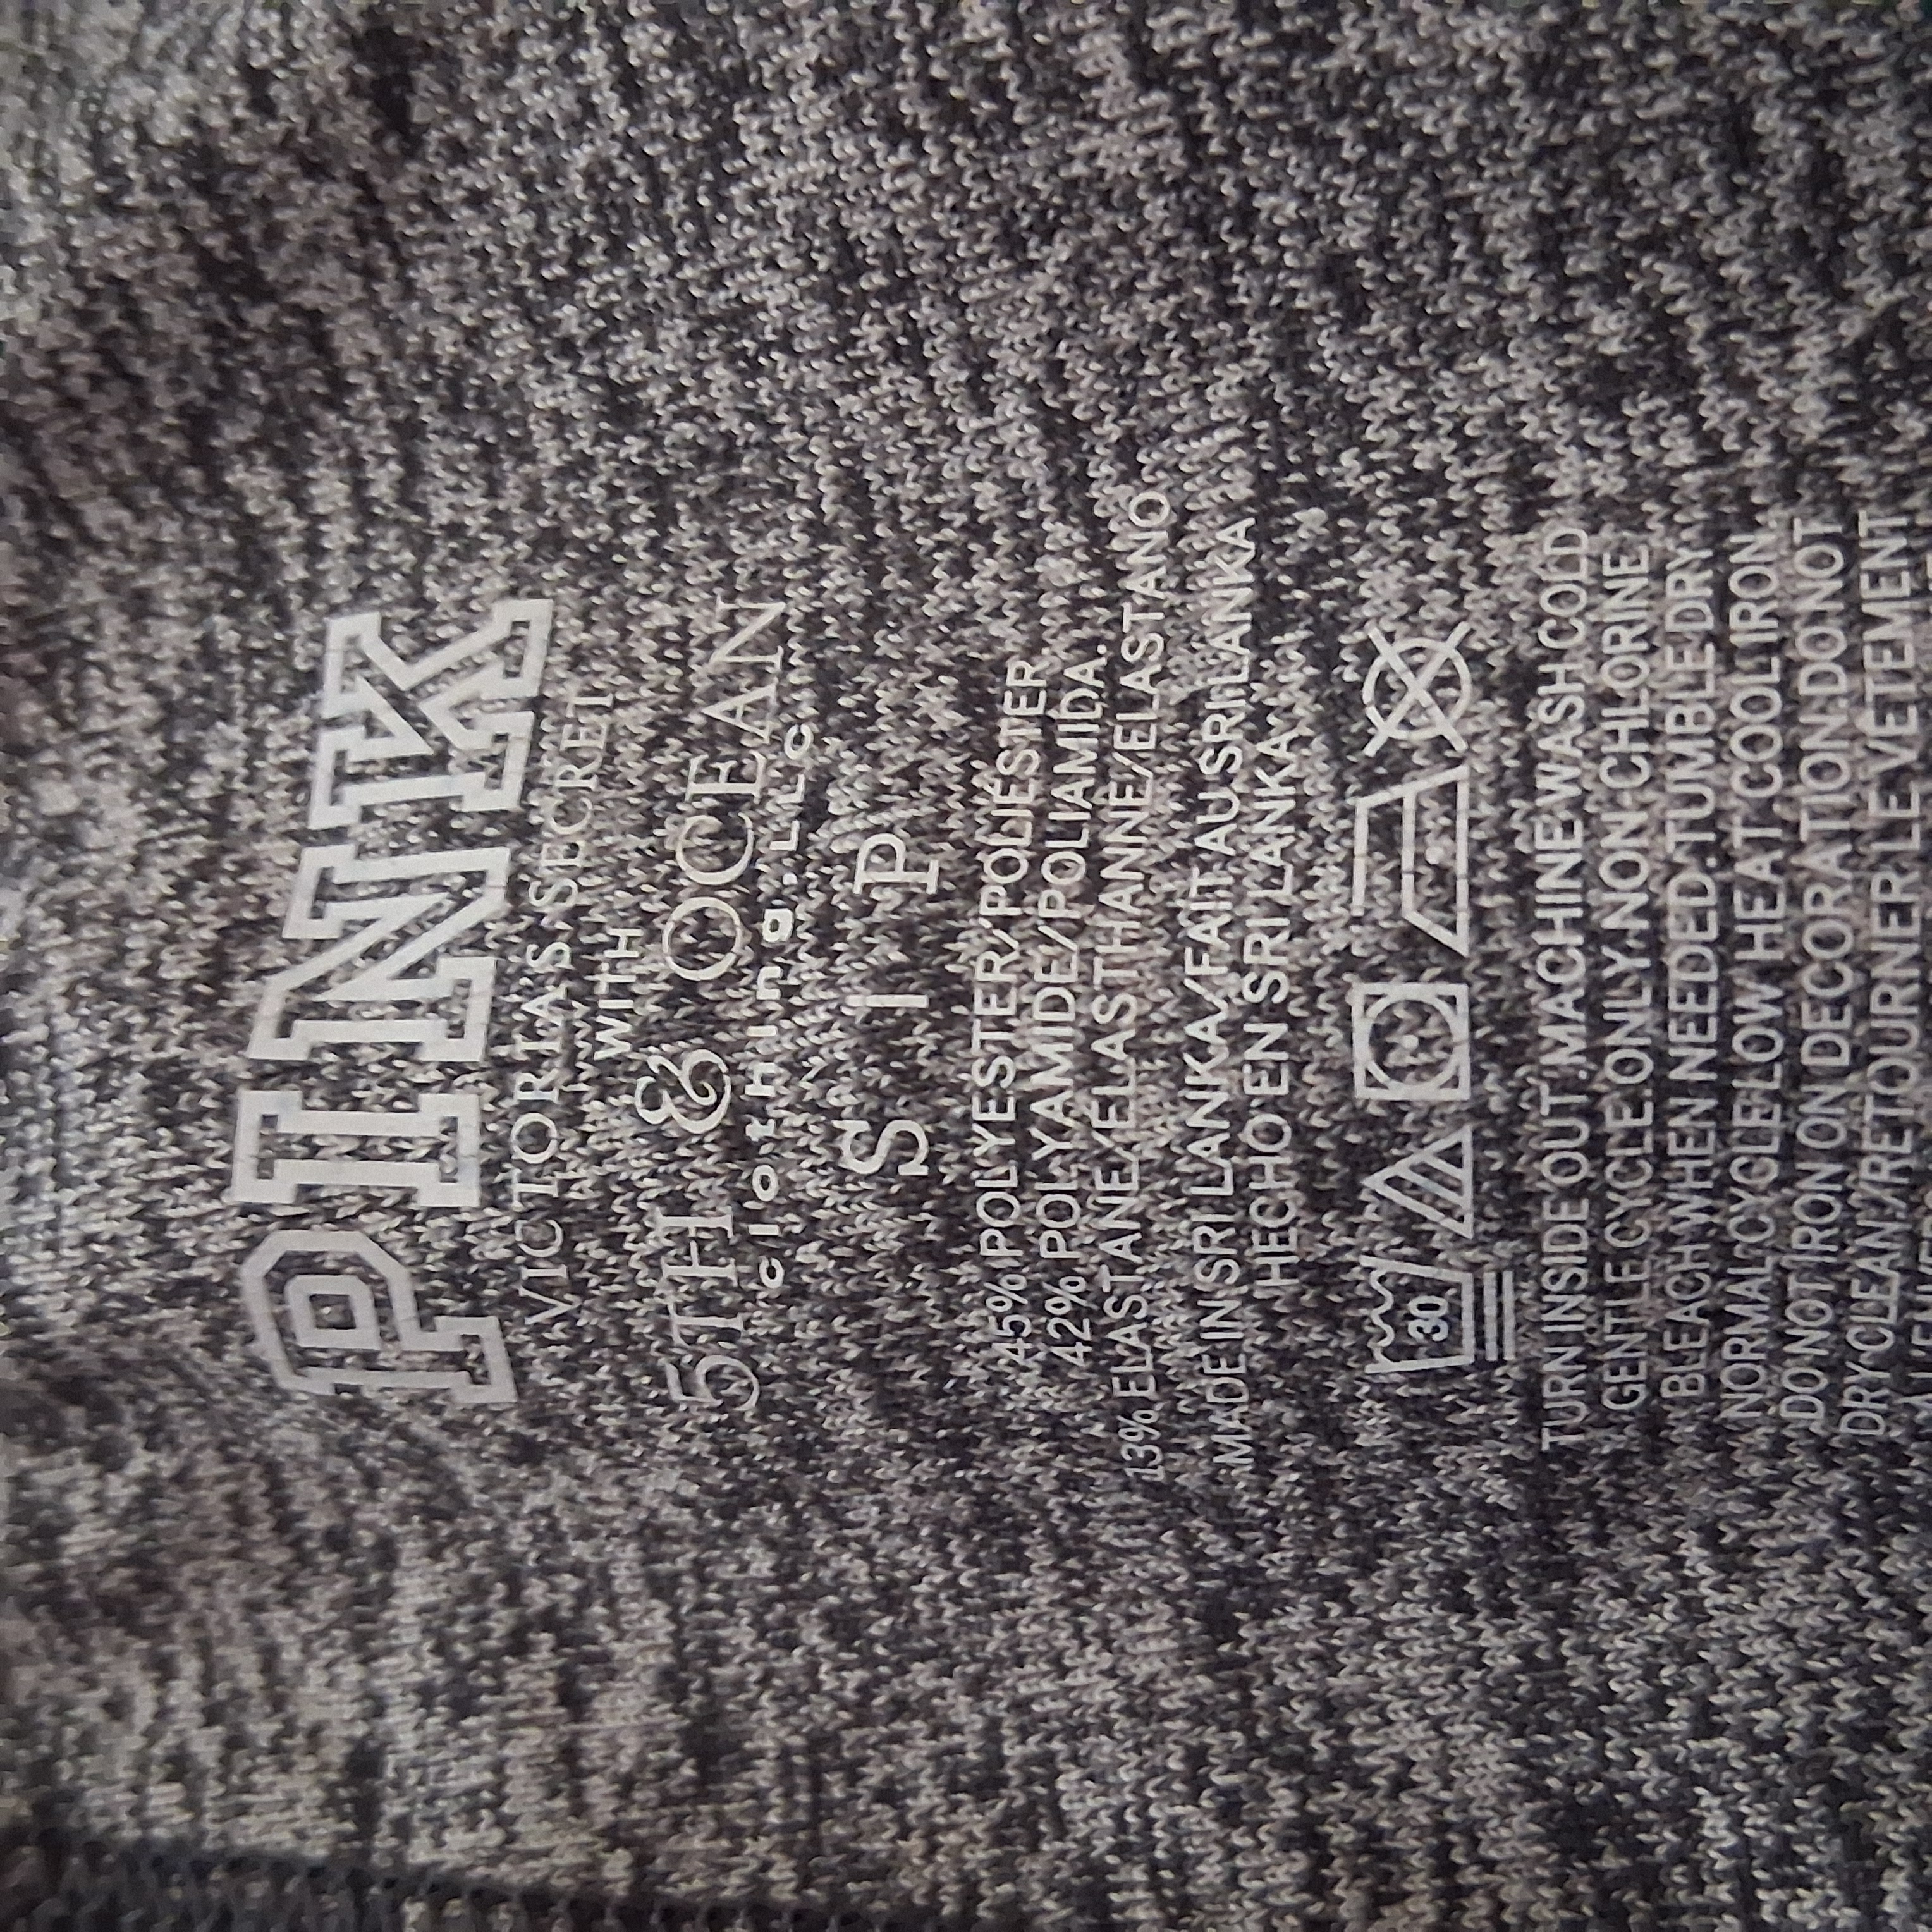 PINK
VICTORIA'S SECRET
WITH
5TH & OCEAN
clothing.LLC
S i P
45% POLYESTER/POLIÉSTER
42% POLYAMIDE/POLIAMIDA.
13% ELASTANE/ELASTHANNE/ELASTANO
MADE IN SRI LANKA/FAIT AU SRI LANKA
HECHO EN SRI LANKA
30
TURN INSIDE OUT. MACHINE WASH COLD
GENTLE CYCLE ONLY. NON-CHLORINE
BLEACH WHEN NEEDED. TUMBLE DRY
NORMAL CYCLE LOW HEAT COOL IRON.
DO NOT IRON ON DECORATION. DO NOT
DRY CLEAN./RETOURNER LE VETEMENT